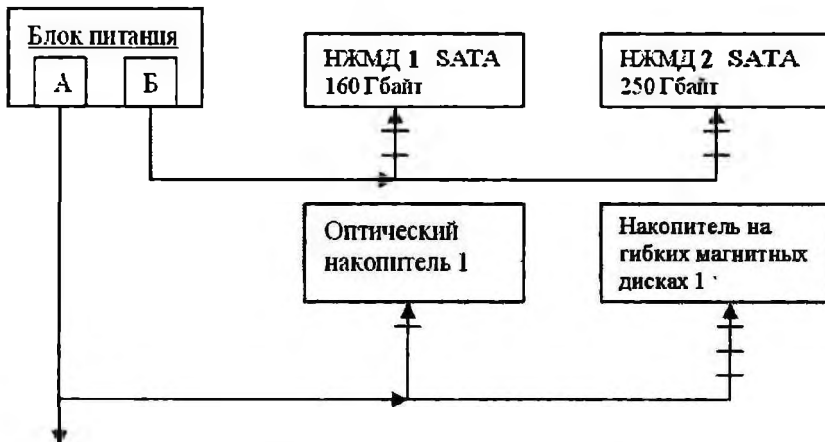 Блок питания
А Б
НЖМД 1 SATA
160 Гбайт
НЖМД 2 SATA
250 Гбайт
Оптический
накопитель 1
Накопитель на
гибких магнитных
дисках 1